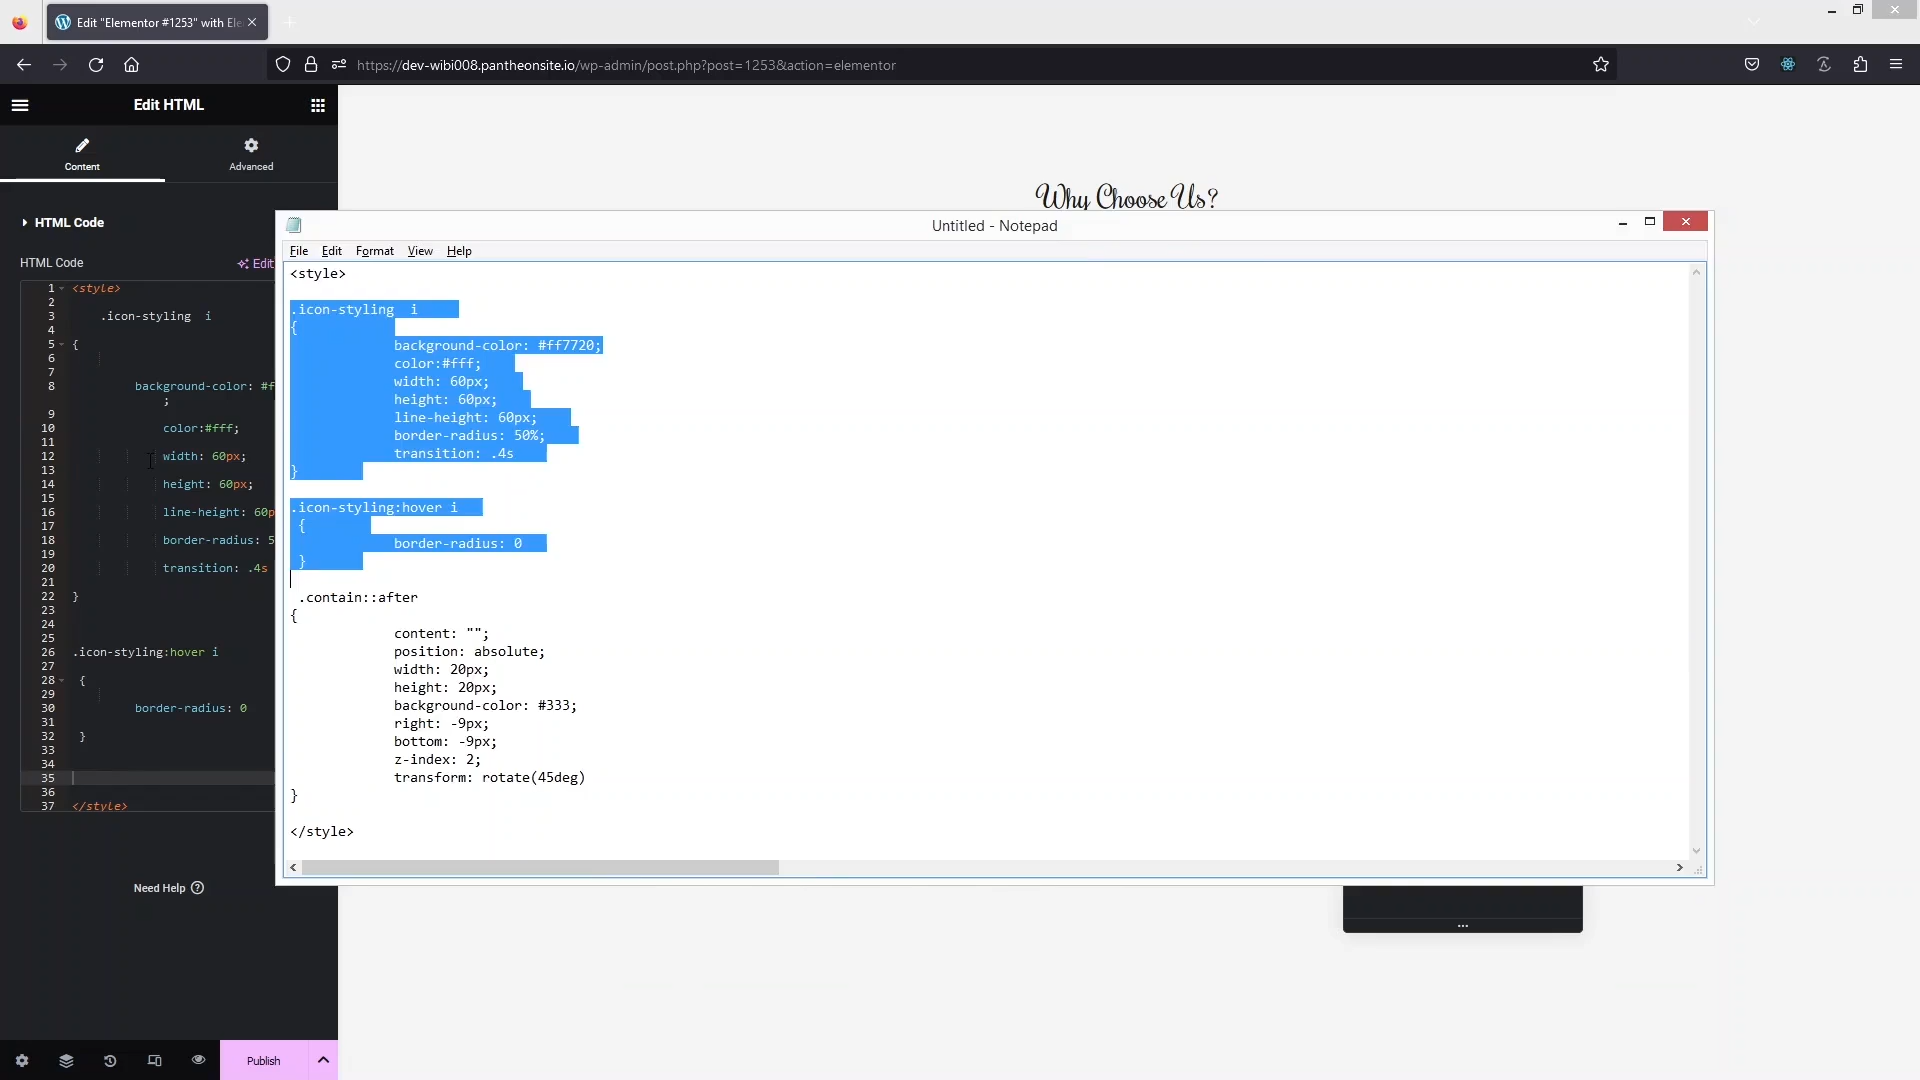 Edit "Elementor #1253" with Ele
https://dev-wibi008.pantheonsite.io/wp-admin/post.php?post=1253&action=elementor
Edit HTML
Content
Advanced
HTML Code
HTML Code
Edit
1 <style>
2
3 .icon-styling i
4
5 {
6
7
8 background-color: #f
;
9
10 color:#fff;
11
12 width: 60px;
13
14 height: 60px;
15
16 line-height: 60p
17
18 border-radius: 5
19
20 transition: .4s
21
22 }
23
24
25
26 .icon-styling:hover i
27
28 {
29
30 border-radius: 0
31
32 }
33
34
35
36
37 </style>
Need Help ?
Publish
Why Choose Us?
Untitled - Notepad
File Edit Format View Help
<style>
.icon-styling i
{
background-color: #ff7720;
color:#fff;
width: 60px;
height: 60px;
line-height: 60px;
border-radius: 50%;
transition: .4s
}
.icon-styling:hover i
{
border-radius: 0
}
.contain::after
{
content: "";
position: absolute;
width: 20px;
height: 20px;
background-color: #333;
right: -9px;
bottom: -9px;
z-index: 2;
transform: rotate(45deg)
}
</style>